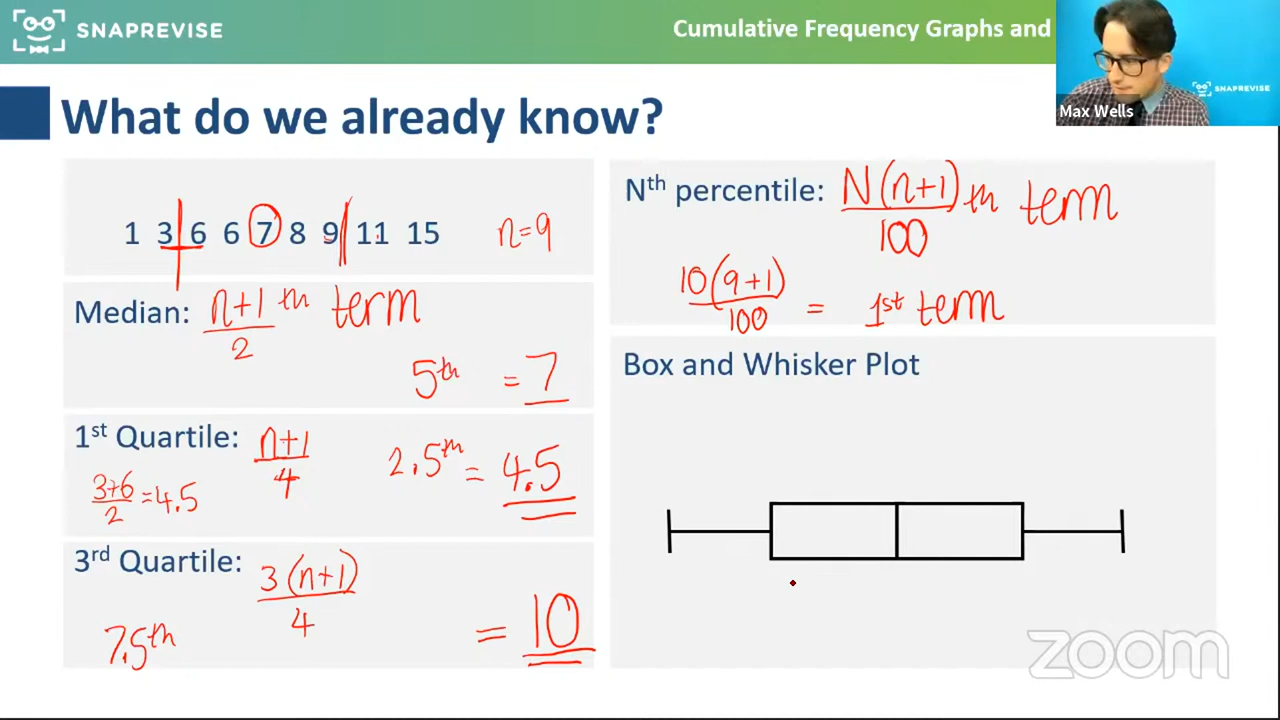 SNAPREVISE
Cumulative Frequency Graphs and
SNAPREVISE
Max Wells
What do we already know?
1 3 6 6 7 8 9 11 15 n=9
Median: n+1/2 th term
5th = 7
1st Quartile: n+1/4 2.5th = 4.5
3+6/2 = 4.5
3rd Quartile: 3(n+1)/4
7.5th = 10
Nth percentile: N(n+1)/100 th term
10(9+1)/100 = 1st term
Box and Whisker Plot
zoom